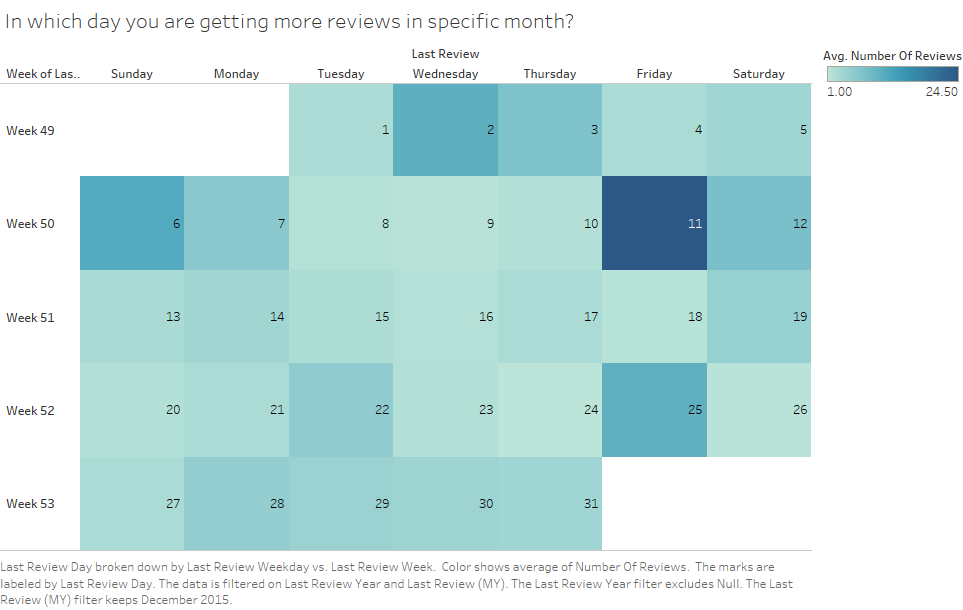 In which day you are getting more reviews in specific month?
Last Review
Week of Las.. Sunday Monday Tuesday Wednesday Thursday Friday Saturday
Avg. Number Of Reviews
1.00 24.50
Week 49 1 2 3 4 5
Week 50 6 7 8 9 10 11 12
Week 51 13 14 15 16 17 18 19
Week 52 20 21 22 23 24 25 26
Week 53 27 28 29 30 31
Last Review Day broken down by Last Review Weekday vs. Last Review Week. Color shows average of Number Of Reviews. The marks are
labeled by Last Review Day. The data is filtered on Last Review Year and Last Review (MY). The Last Review Year filter excludes Null. The Last
Review (MY) filter keeps December 2015.